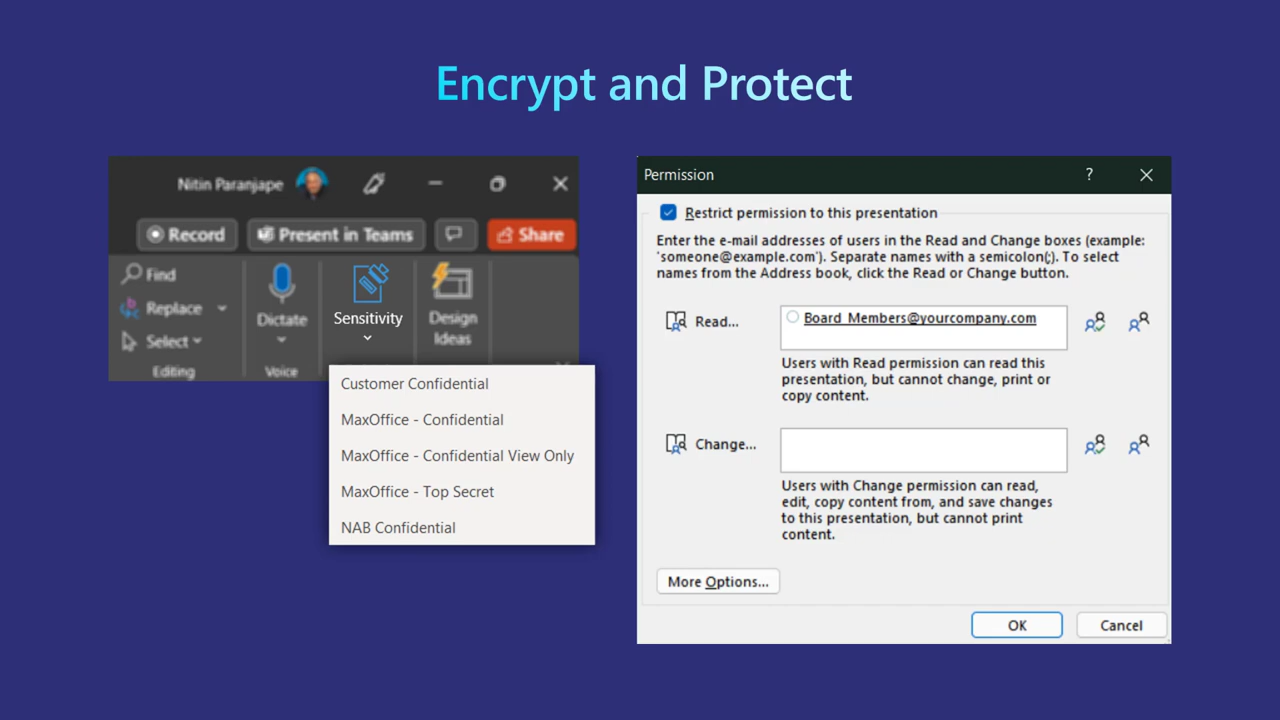 Encrypt and Protect
Nitin Paranjape
Record
Present in Teams
Share
Find
Replace
Select
Editing
Dictate
Voice
Sensitivity
Design
Ideas
Customer Confidential
MaxOffice - Confidential
MaxOffice - Confidential View Only
MaxOffice - Top Secret
NAB Confidential
Permission
?
Restrict permission to this presentation
Enter the e-mail addresses of users in the Read and Change boxes (example:
'someone@example.com'). Separate names with a semicolon(;). To select
names from the Address book, click the Read or Change button.
Read...
Board_Members@yourcompany.com
Users with Read permission can read this
presentation, but cannot change, print or
copy content.
Change...
Users with Change permission can read,
edit, copy content from, and save changes
to this presentation, but cannot print
content.
More Options...
OK
Cancel